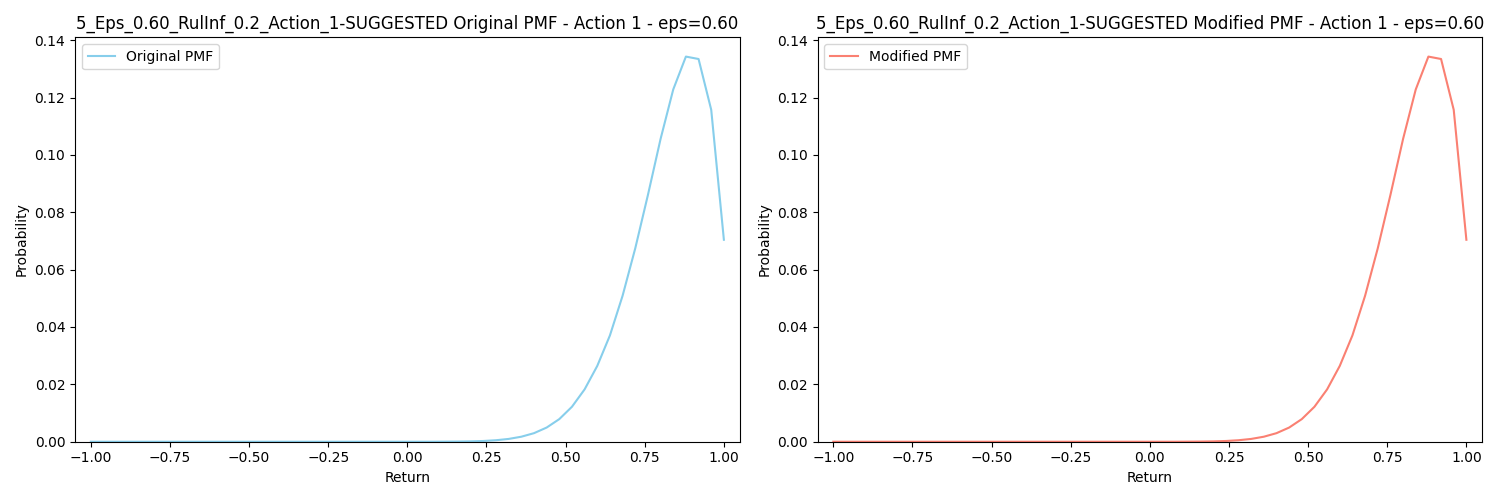 5_Eps_0.60_RulInf_0.2_Action_1-SUGGESTED Original PMF - Action 1 - eps=0.60
Original PMF
0.14
0.12
0.10
0.08
0.06
0.04
0.02
0.00
Probability
−1.00 −0.75 −0.50 −0.25 0.00 0.25 0.50 0.75 1.00
Return
5_Eps_0.60_RulInf_0.2_Action_1-SUGGESTED Modified PMF - Action 1 - eps=0.60
Modified PMF
0.14
0.12
0.10
0.08
0.06
0.04
0.02
0.00
Probability
−1.00 −0.75 −0.50 −0.25 0.00 0.25 0.50 0.75 1.00
Return